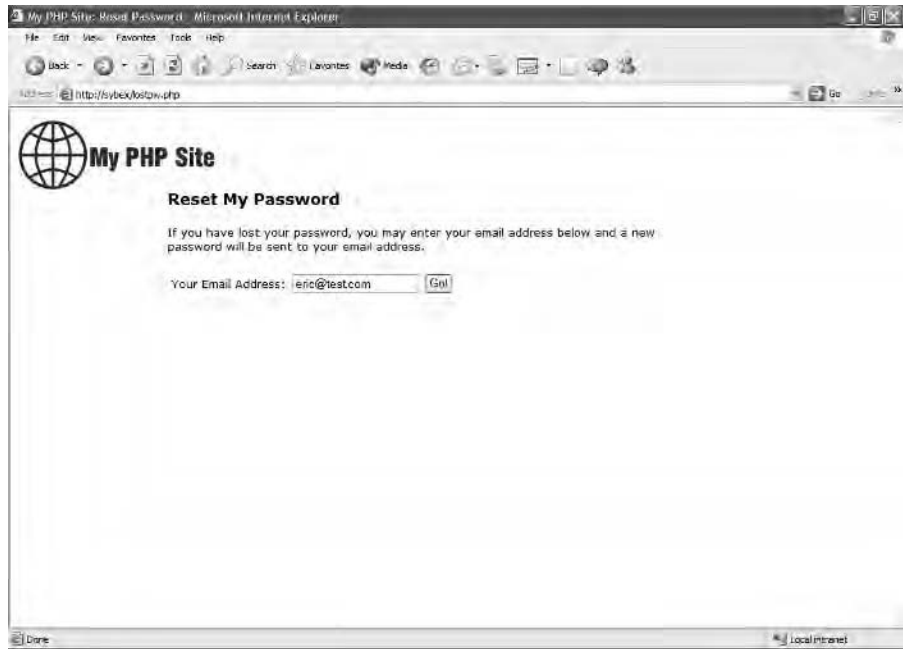 My PHP Site: Reset Password - Microsoft Internet Explorer
File Edit View Favorites Tools Help
Back Search Favorites Media
Address http://sybex/lostpw.php Go
My PHP Site
Reset My Password
If you have lost your password, you may enter your email address below and a new
password will be sent to your email address.
Your Email Address: eric@test.com Go!
Done Local intranet